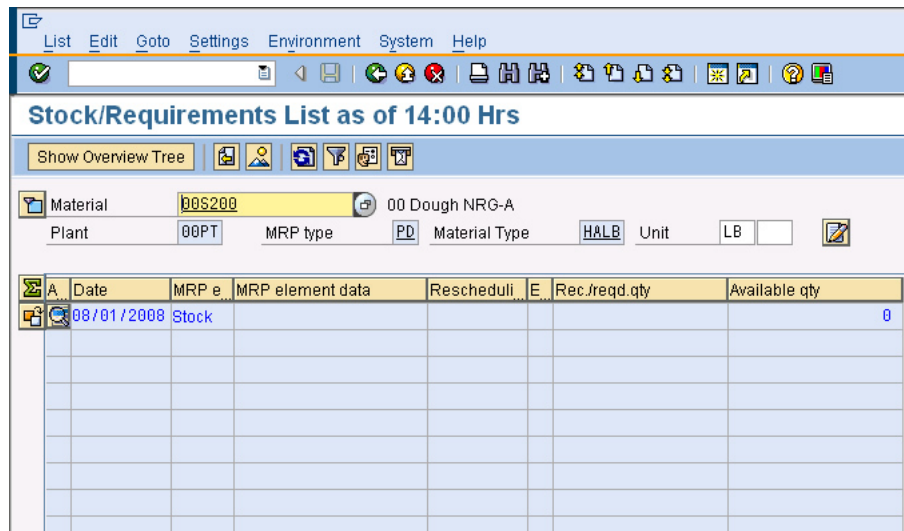 List Edit Goto Settings Environment System Help
Stock/Requirements List as of 14:00 Hrs
Show Overview Tree
Material 00S200 00 Dough NRG-A
Plant 00PT MRP type PD Material Type HALB Unit LB
A... Date MRP e... MRP element data Rescheduli... E... Rec./reqd.qty Available qty
08/01/2008 Stock 0